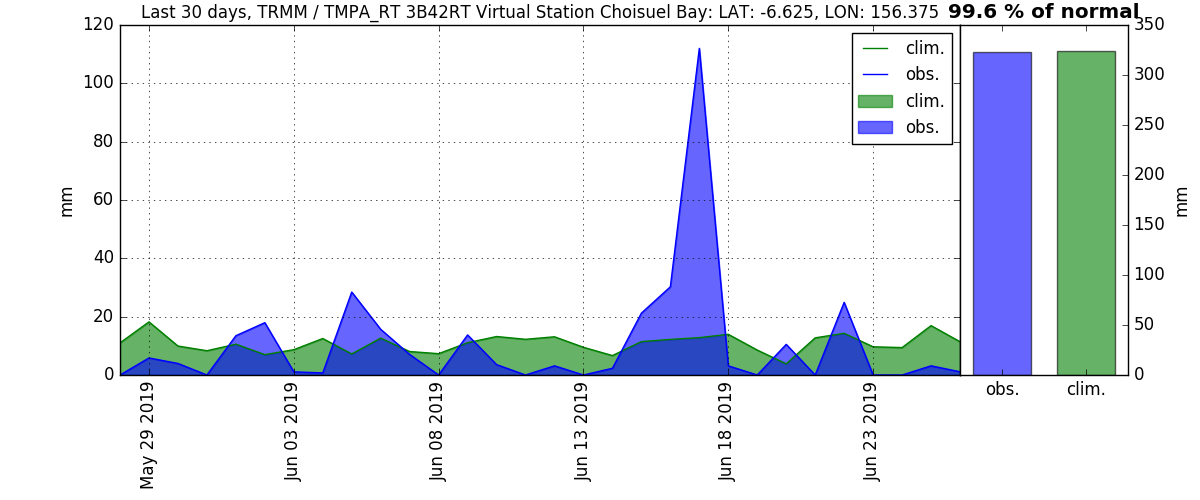 Last 30 days, TRMM / TMPA_RT 3B42RT Virtual Station Choisuel Bay: LAT: -6.625, LON: 156.375
99.6 % of normal
120
100
80
60
40
20
0
mm
clim.
obs.
clim.
obs.
May 29 2019
Jun 03 2019
Jun 08 2019
Jun 13 2019
Jun 18 2019
Jun 23 2019
350
300
250
200
150
100
50
0
mm
obs.
clim.